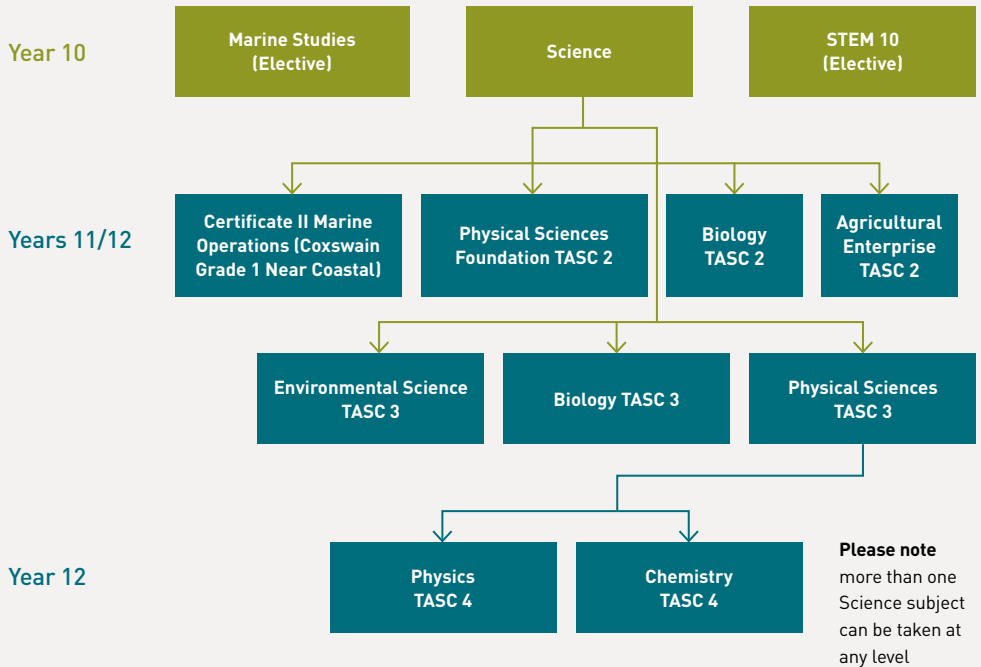 Year 10
Marine Studies
(Elective)
Science
STEM 10
(Elective)
Years 11/12
Certificate II Marine
Operations (Coxswain
Grade 1 Near Coastal)
Physical Sciences
Foundation TASC 2
Biology
TASC 2
Agricultural
Enterprise
TASC 2
Environmental Science
TASC 3
Biology TASC 3
Physical Sciences
TASC 3
Year 12
Physics
TASC 4
Chemistry
TASC 4
Please note
more than one
Science subject
can be taken at
any level